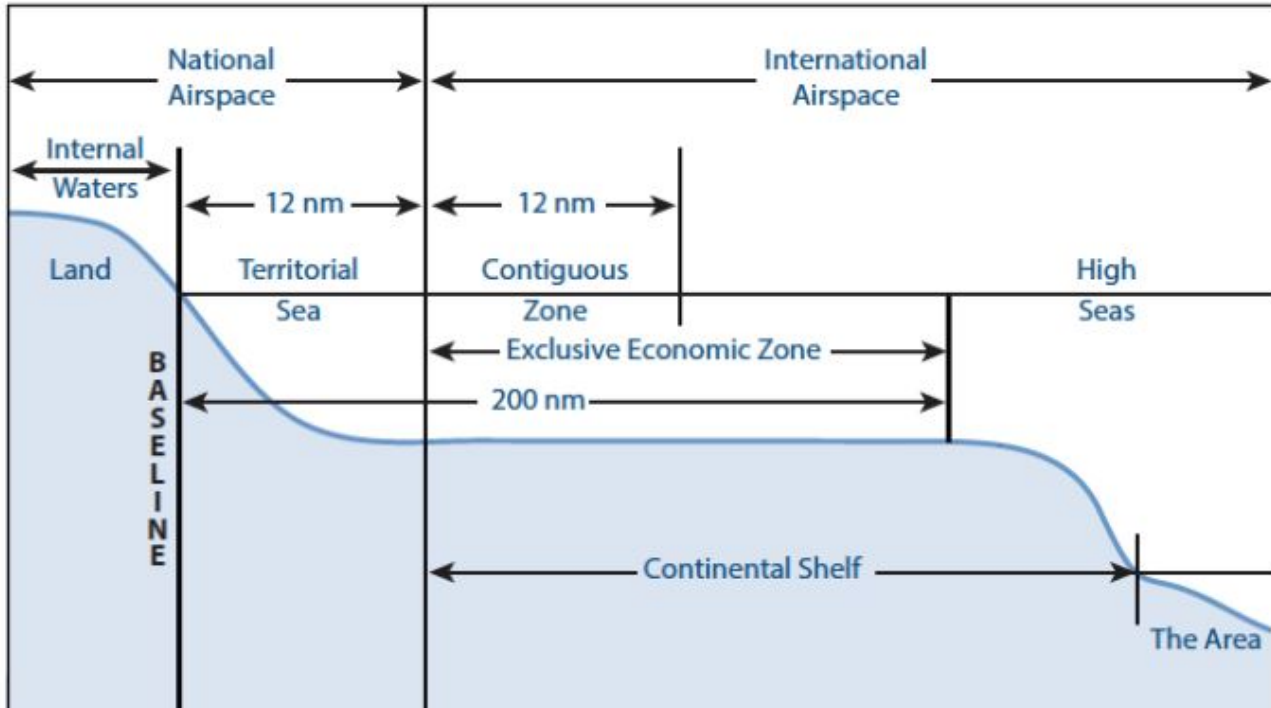 National
Airspace
International
Airspace
Internal
Waters
12 nm
12 nm
Land
Territorial
Sea
Contiguous
Zone
High
Seas
Exclusive Economic Zone
200 nm
BASELINE
Continental Shelf
The Area